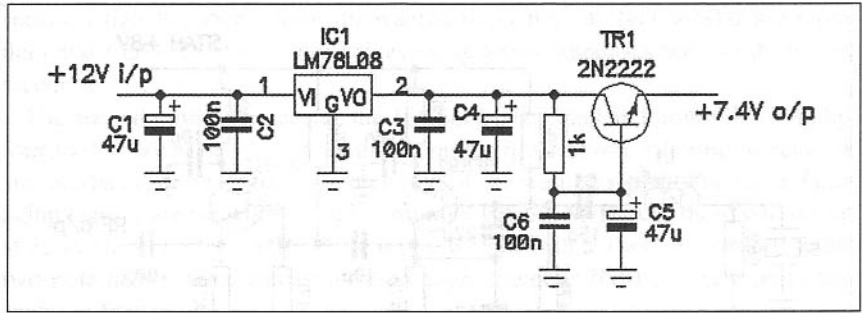 IC1
LM78L08
TR1
2N2222
+12V i/p
1
VI
G
VO
2
3
C1
47u
100n
C2
C3
100n
C4
47u
1k
+7.4V o/p
C6
100n
C5
47u
+
+
+